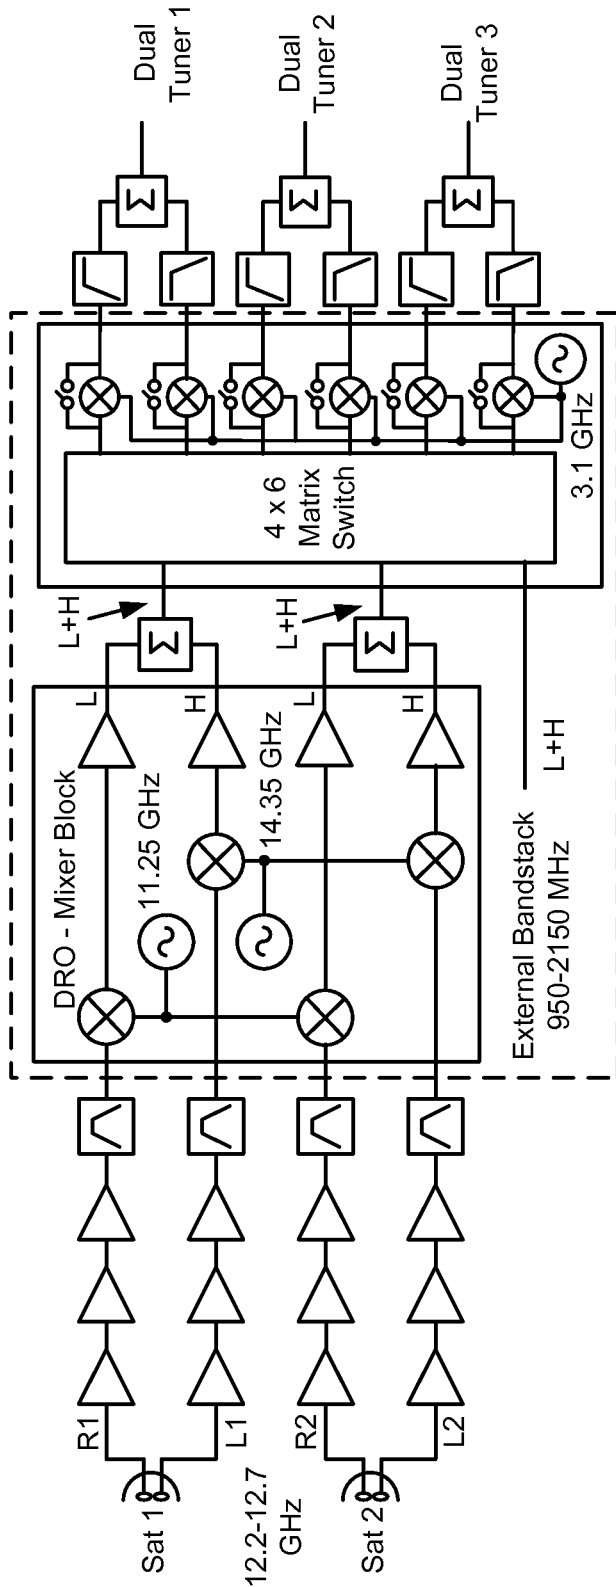 Sat 1
R1
L1
12.2-12.7
GHz
Sat 2
R2
L2
DRO - Mixer Block
11.25 GHz
14.35 GHz
L
H
L
H
External Bandstack
950-2150 MHz
L+H
L+H
L+H
Σ
Σ
4 x 6
Matrix
Switch
3.1 GHz
Σ
Σ
Σ
Dual
Tuner 1
Dual
Tuner 2
Dual
Tuner 3